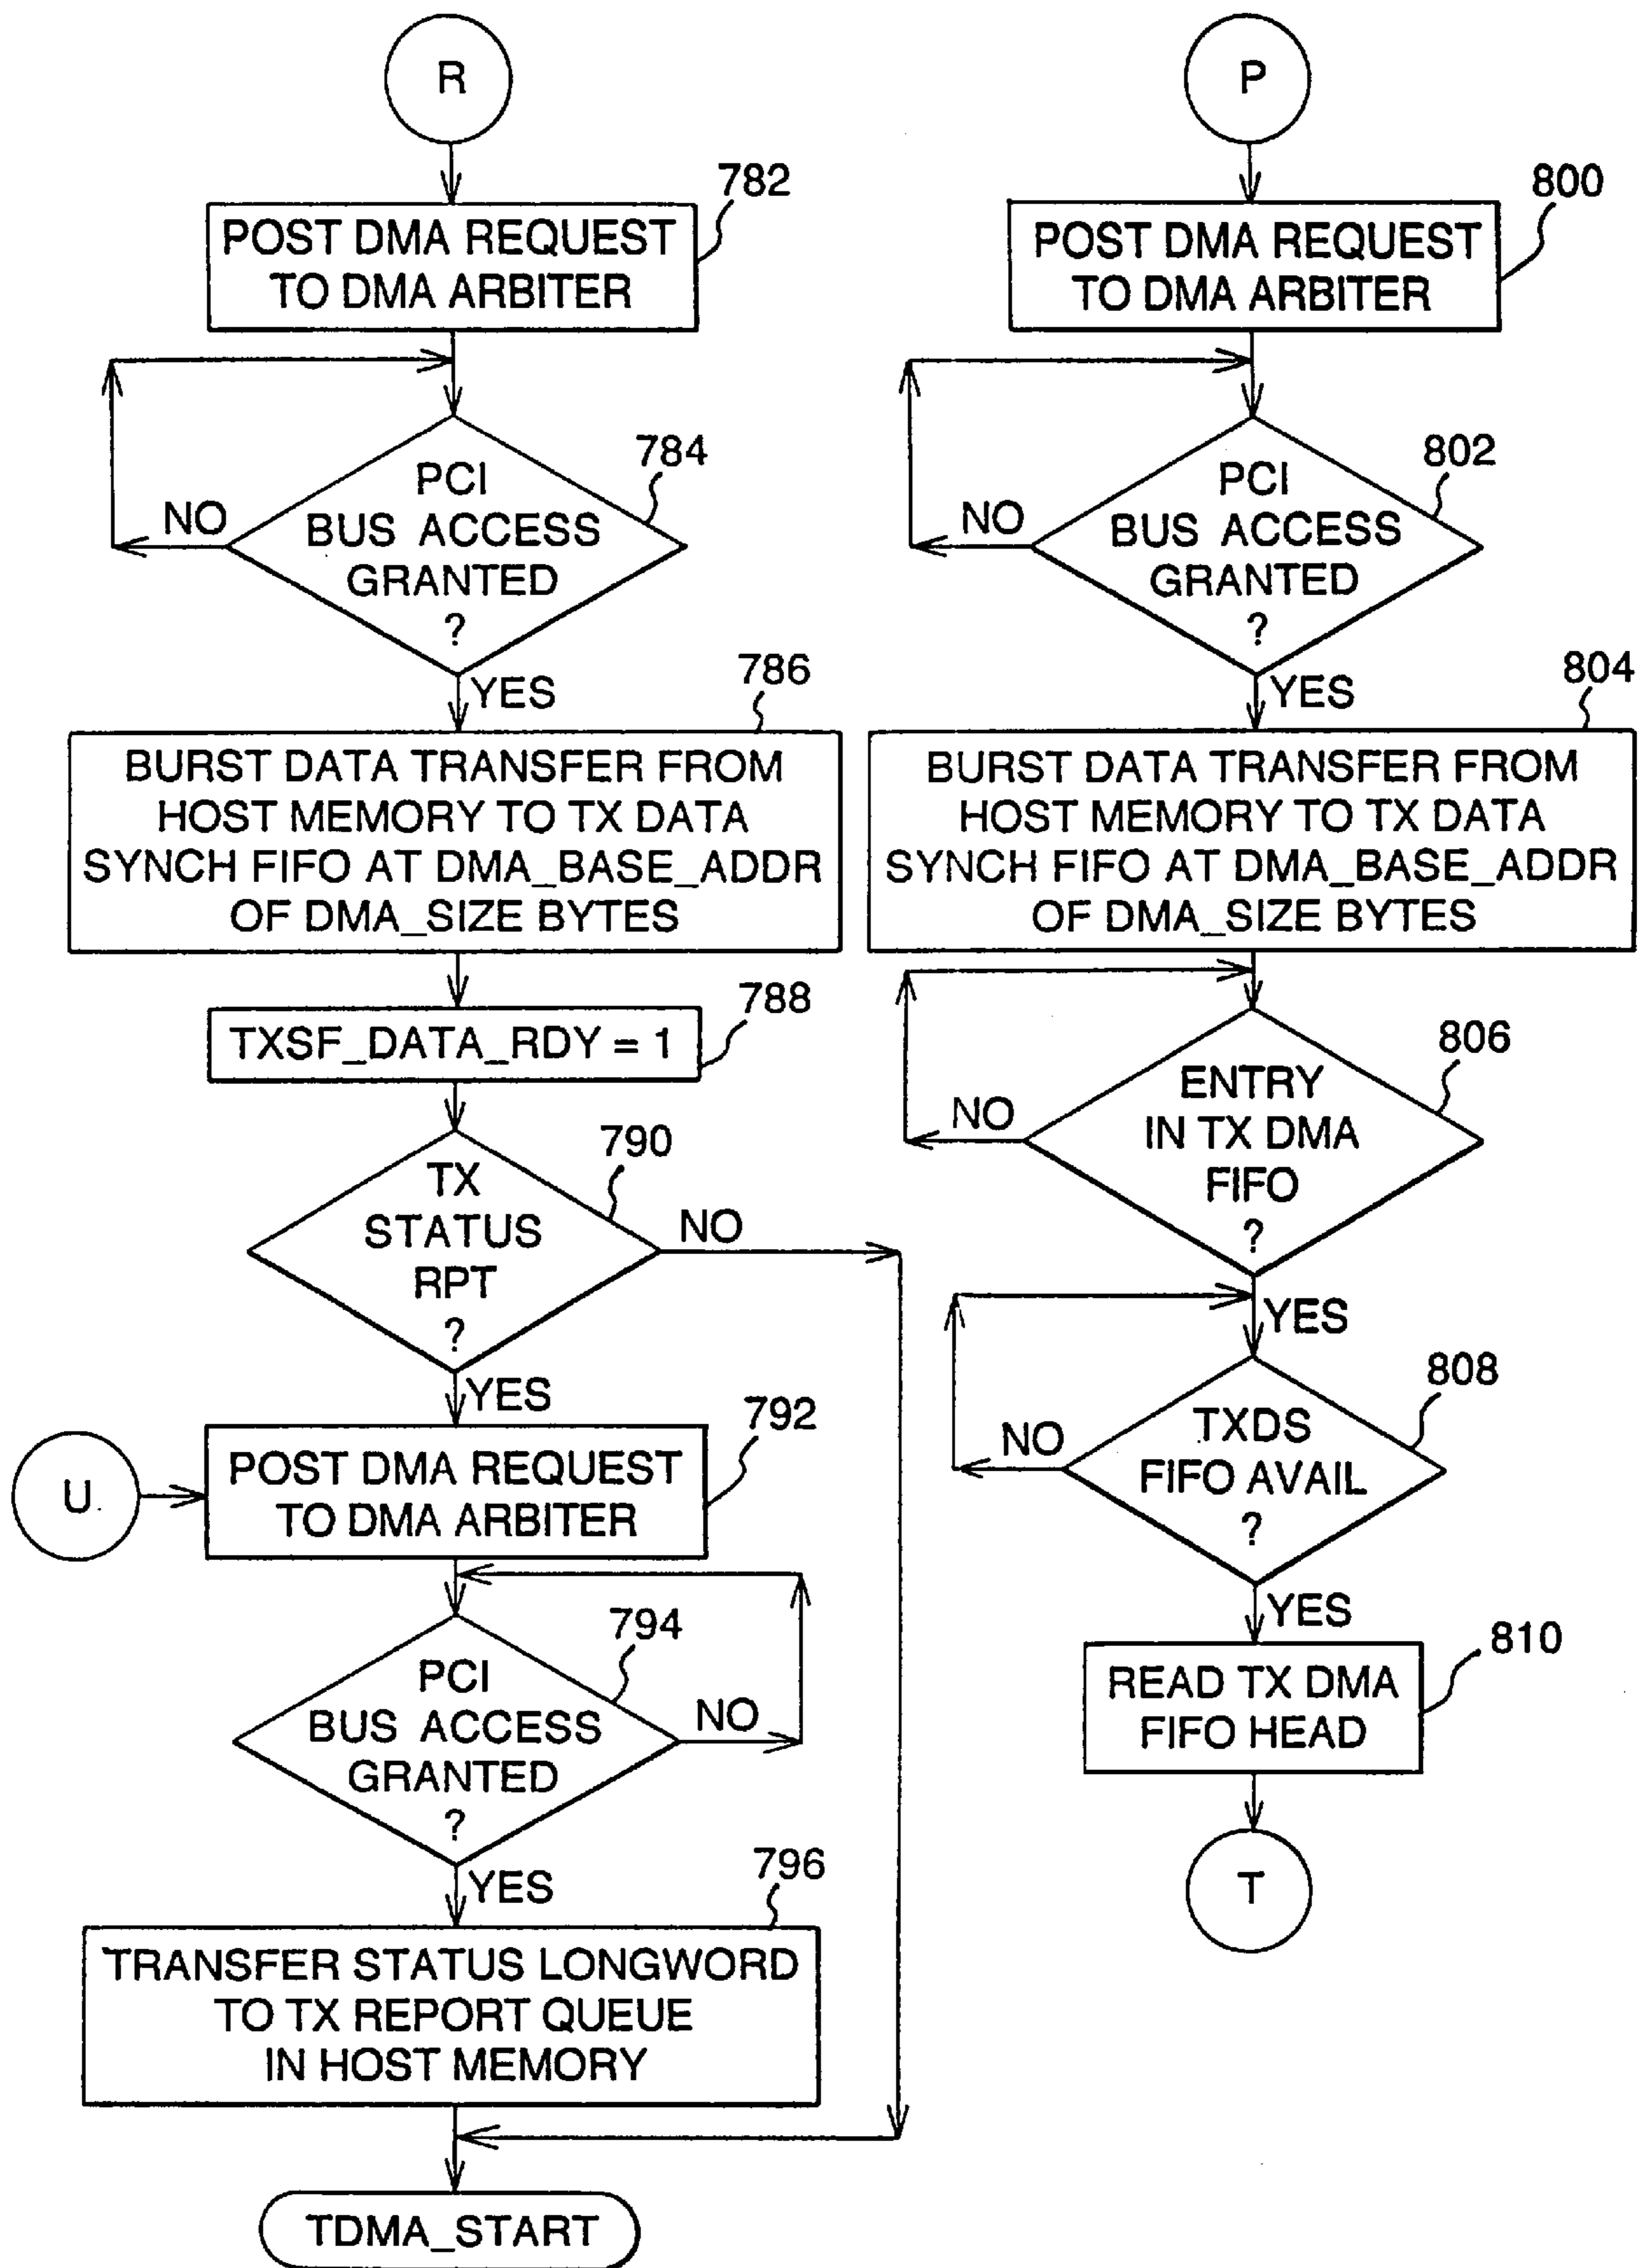 R
782
POST DMA REQUEST
TO DMA ARBITER
784
PCI
BUS ACCESS
GRANTED
?
NO
YES
786
BURST DATA TRANSFER FROM
HOST MEMORY TO TX DATA
SYNCH FIFO AT DMA_BASE_ADDR
OF DMA_SIZE BYTES
788
TXSF_DATA_RDY = 1
790
TX
STATUS
RPT
?
NO
YES
792
U
POST DMA REQUEST
TO DMA ARBITER
794
PCI
BUS ACCESS
GRANTED
?
NO
YES
796
TRANSFER STATUS LONGWORD
TO TX REPORT QUEUE
IN HOST MEMORY
TDMA_START
P
800
POST DMA REQUEST
TO DMA ARBITER
802
PCI
BUS ACCESS
GRANTED
?
NO
YES
804
BURST DATA TRANSFER FROM
HOST MEMORY TO TX DATA
SYNCH FIFO AT DMA_BASE_ADDR
OF DMA_SIZE BYTES
806
ENTRY
IN TX DMA
FIFO
?
NO
YES
808
TXDS
FIFO AVAIL
?
NO
YES
810
READ TX DMA
FIFO HEAD
T